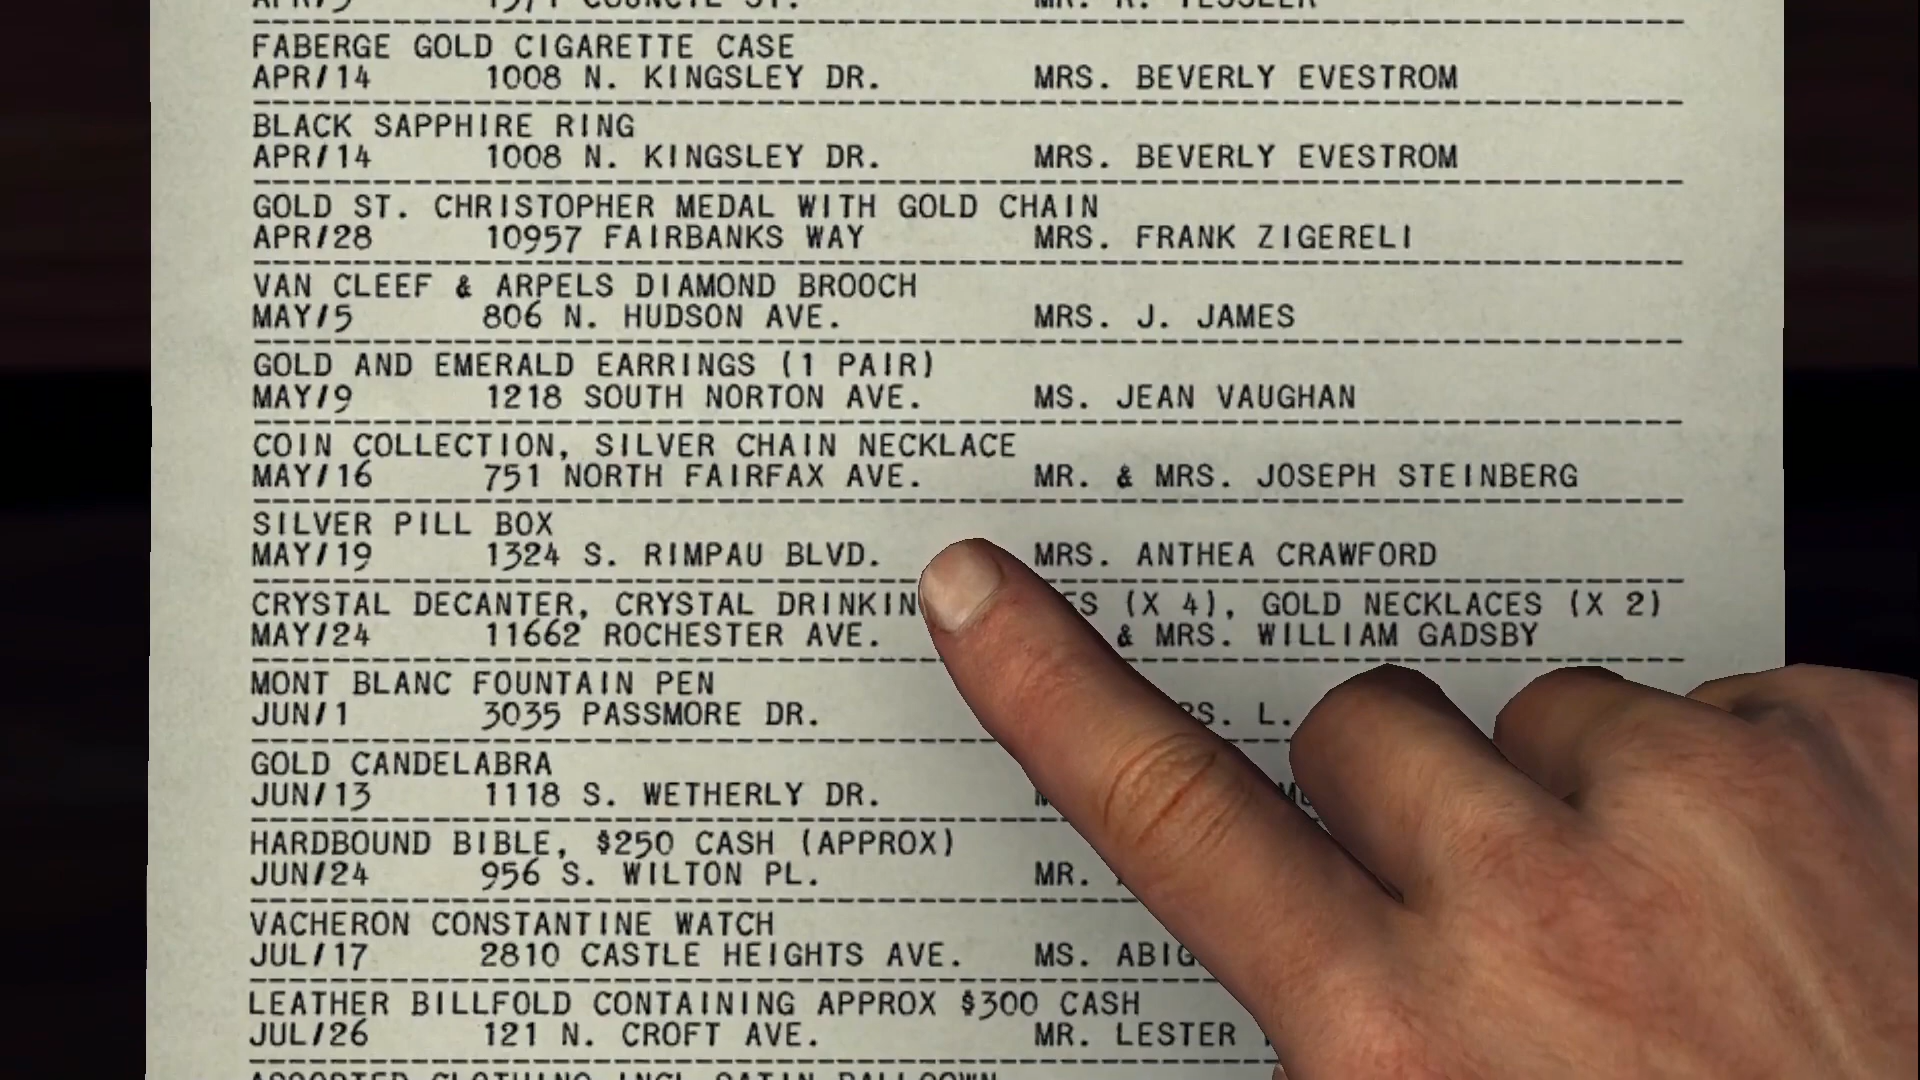 FABERGE GOLD CIGARETTE CASE
APR/14 1008 N. KINGSLEY DR. MRS. BEVERLY EVESTROM
BLACK SAPPHIRE RING
APR/14 1008 N. KINGSLEY DR. MRS. BEVERLY EVESTROM
GOLD ST. CHRISTOPHER MEDAL WITH GOLD CHAIN
APR/28 10957 FAIRBANKS WAY MRS. FRANK ZIGERELI
VAN CLEEF & ARPELS DIAMOND BROOCH
MAY/5 806 N. HUDSON AVE. MRS. J. JAMES
GOLD AND EMERALD EARRINGS (1 PAIR)
MAY/9 1218 SOUTH NORTON AVE. MS. JEAN VAUGHAN
COIN COLLECTION, SILVER CHAIN NECKLACE
MAY/16 751 NORTH FAIRFAX AVE. MR. & MRS. JOSEPH STEINBERG
SILVER PILL BOX
MAY/19 1324 S. RIMPAU BLVD. MRS. ANTHEA CRAWFORD
CRYSTAL DECANTER, CRYSTAL (X 4), GOLD NECKLACES (X 2)
MAY/24 11662 ROCHESTER AVE. & MRS. WILLIAM GADSBY
MONT BLANC FOUNTAIN PEN
JUN/1 3035 PASSMORE DR. L.
GOLD CANDELABRA
JUN/13 1118 S. WETHERLY DR.
HARDBOUND BIBLE, $250 CASH (APPROX)
JUN/24 956 S. WILTON PL. MR.
VACHERON CONSTANTINE WATCH
JUL/17 2810 CASTLE HEIGHTS AVE. MS.
LEATHER BILLFOLD CONTAINING APPROX $300 CASH
JUL/26 121 N. CROFT AVE. MR. LESTER